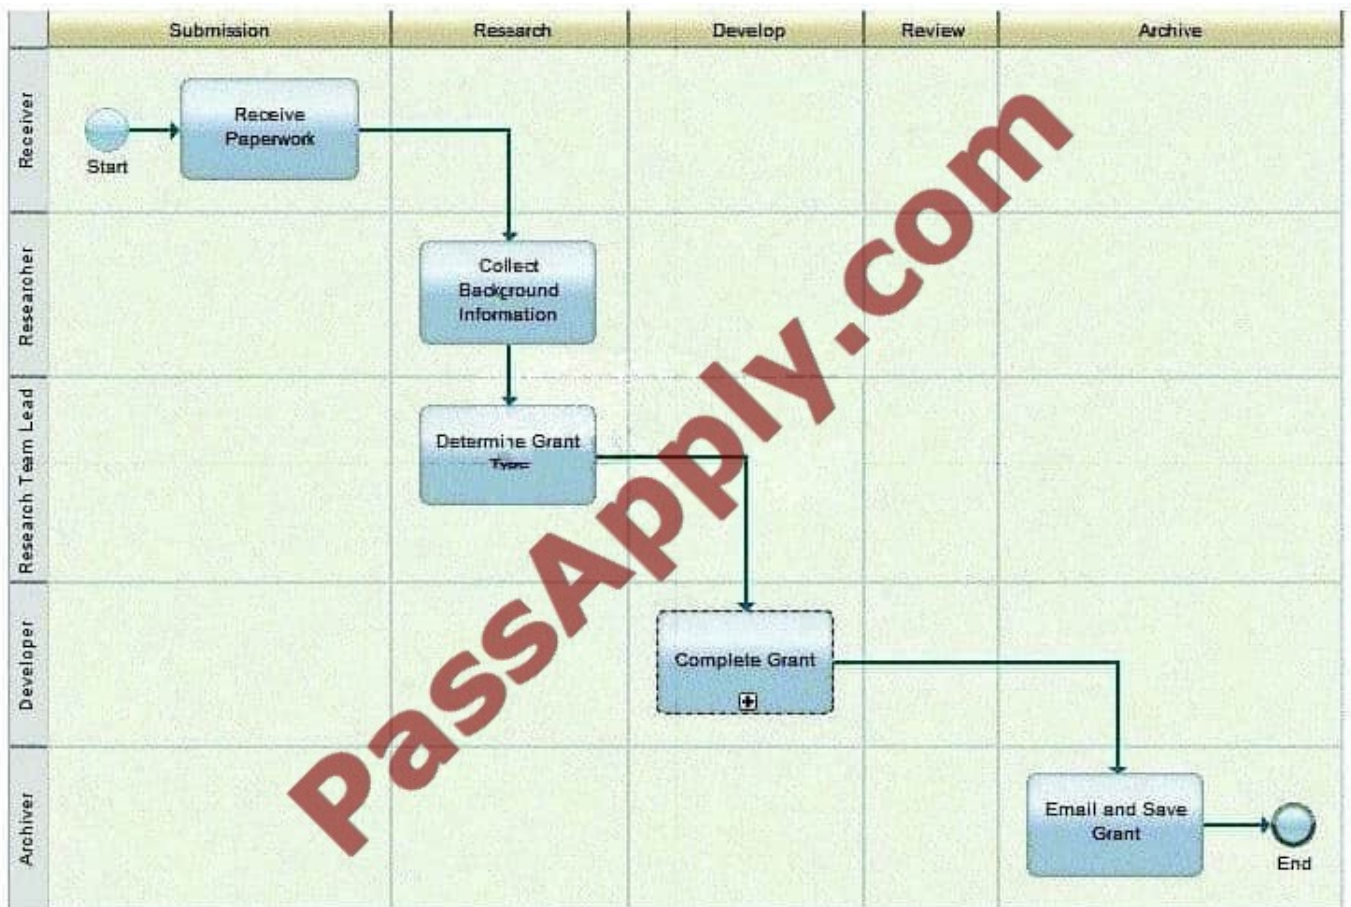 Submission
Research
Develop
Review
Archive
Receiver
Start
Receive
Paperwork
Researcher
Collect
Background
Information
Research Team Lead
Determine Grant
Type
Developer
Complete Grant
Archiver
Email and Save
Grant
End
PassApply.com